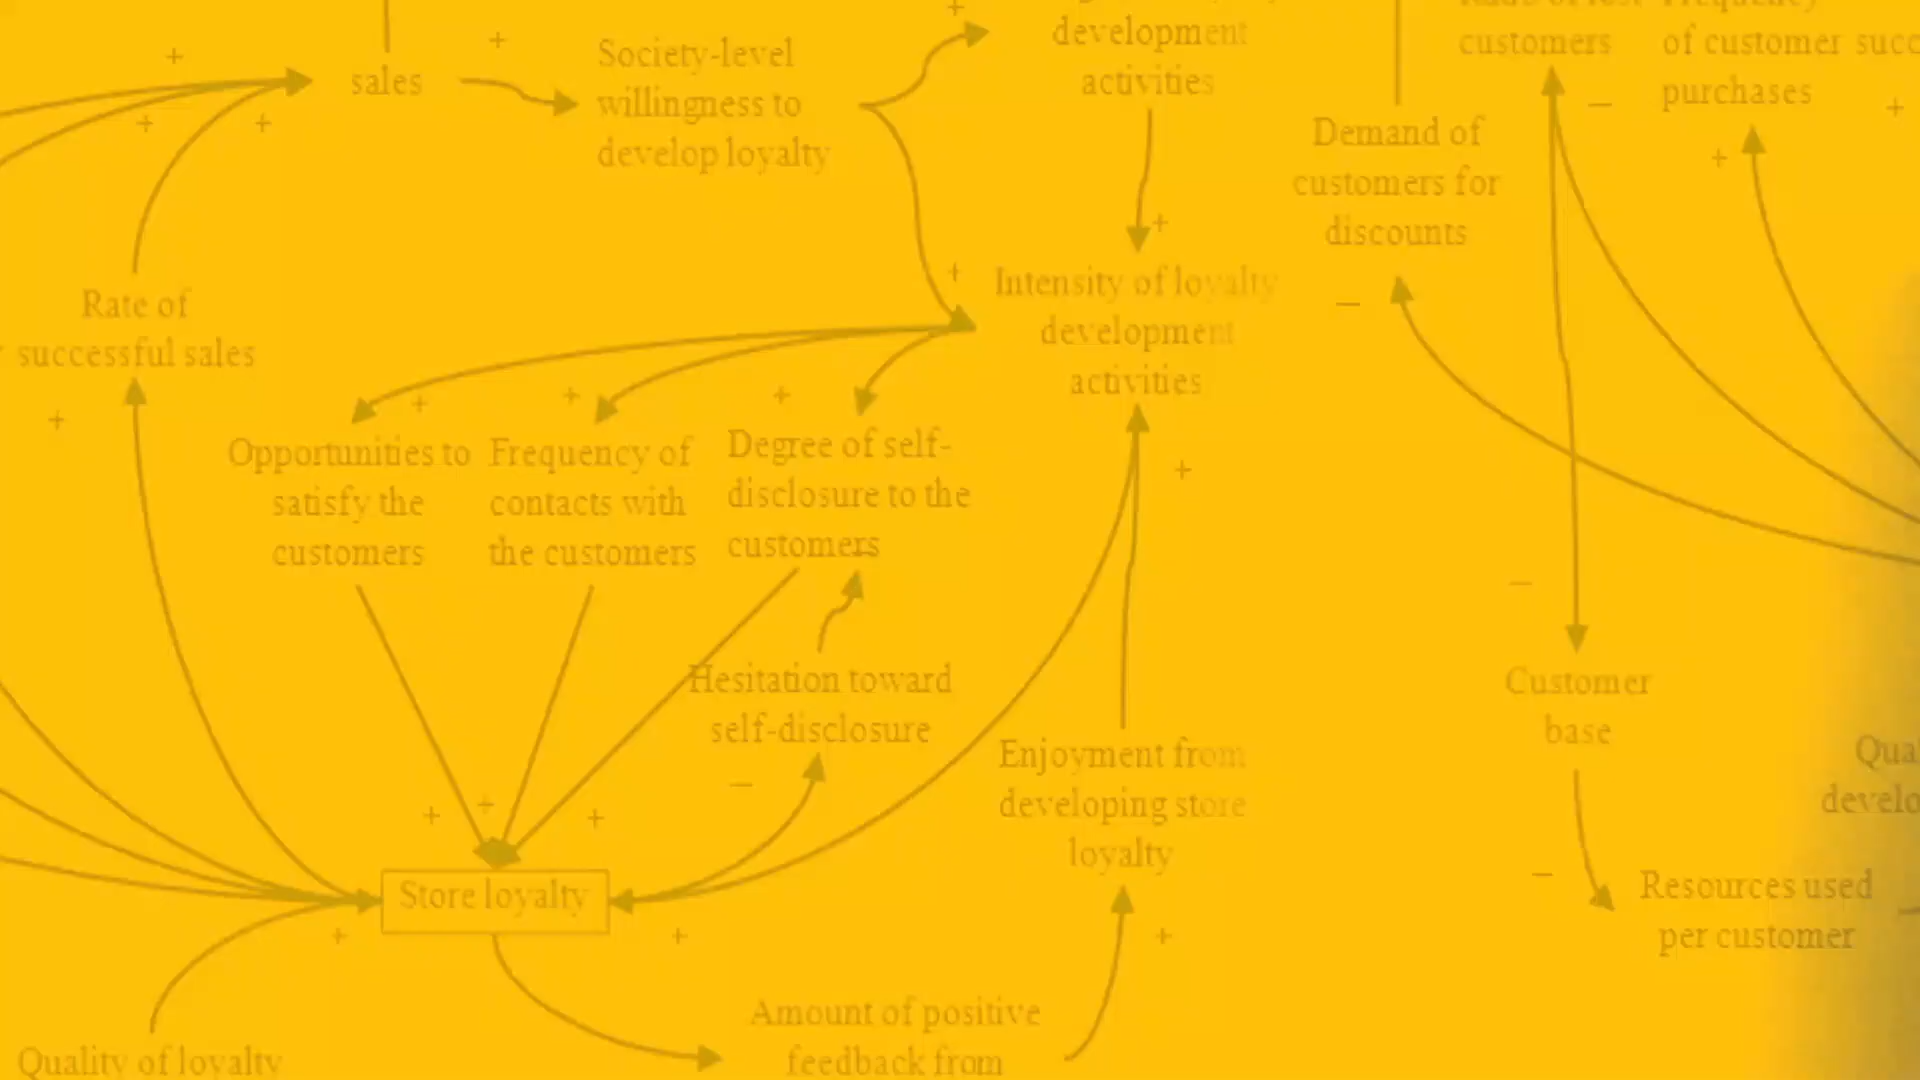 sales
Society-level
willingness to
develop loyalty
development
activities
customers
of customer
purchases
Demand of
customers for
discounts
Rate of
successful sales
Intensity of loyalty
development
activities
Opportunities to
satisfy the
customers
Frequency of
contacts with
the customers
Degree of self-
disclosure to the
customers
Hesitation toward
self-disclosure
Enjoyment from
developing store
loyalty
Customer
base
Store loyalty
Resources used
per customer
Amount of positive
feedback from
Quality of loyalty